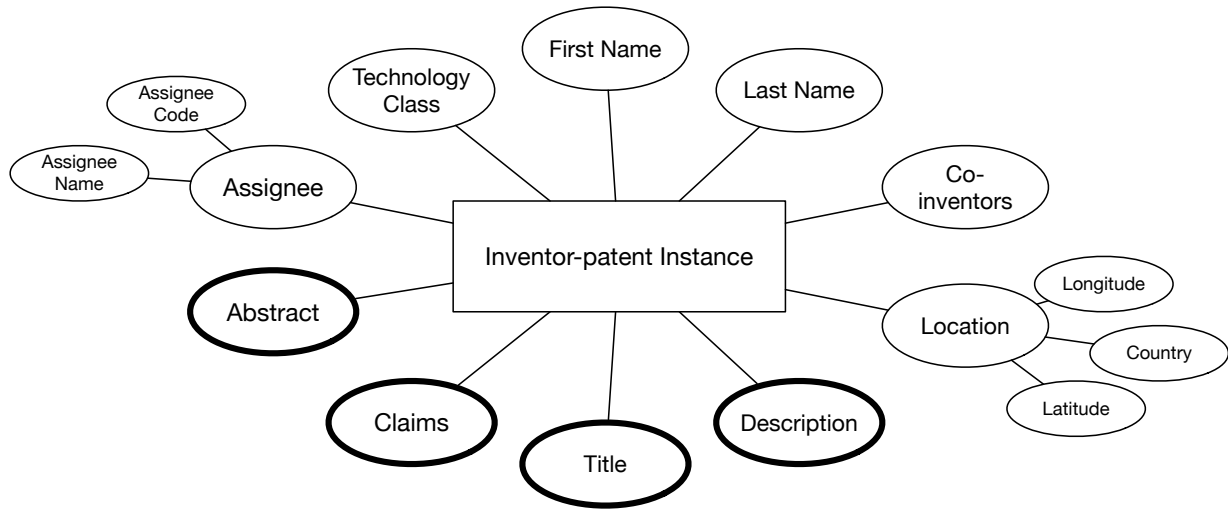 First Name
Technology
Class
Last Name
Assignee
Code
Assignee
Name
Assignee
Co-
inventors
Inventor-patent Instance
Longitude
Abstract
Location
Country
Latitude
Claims
Description
Title